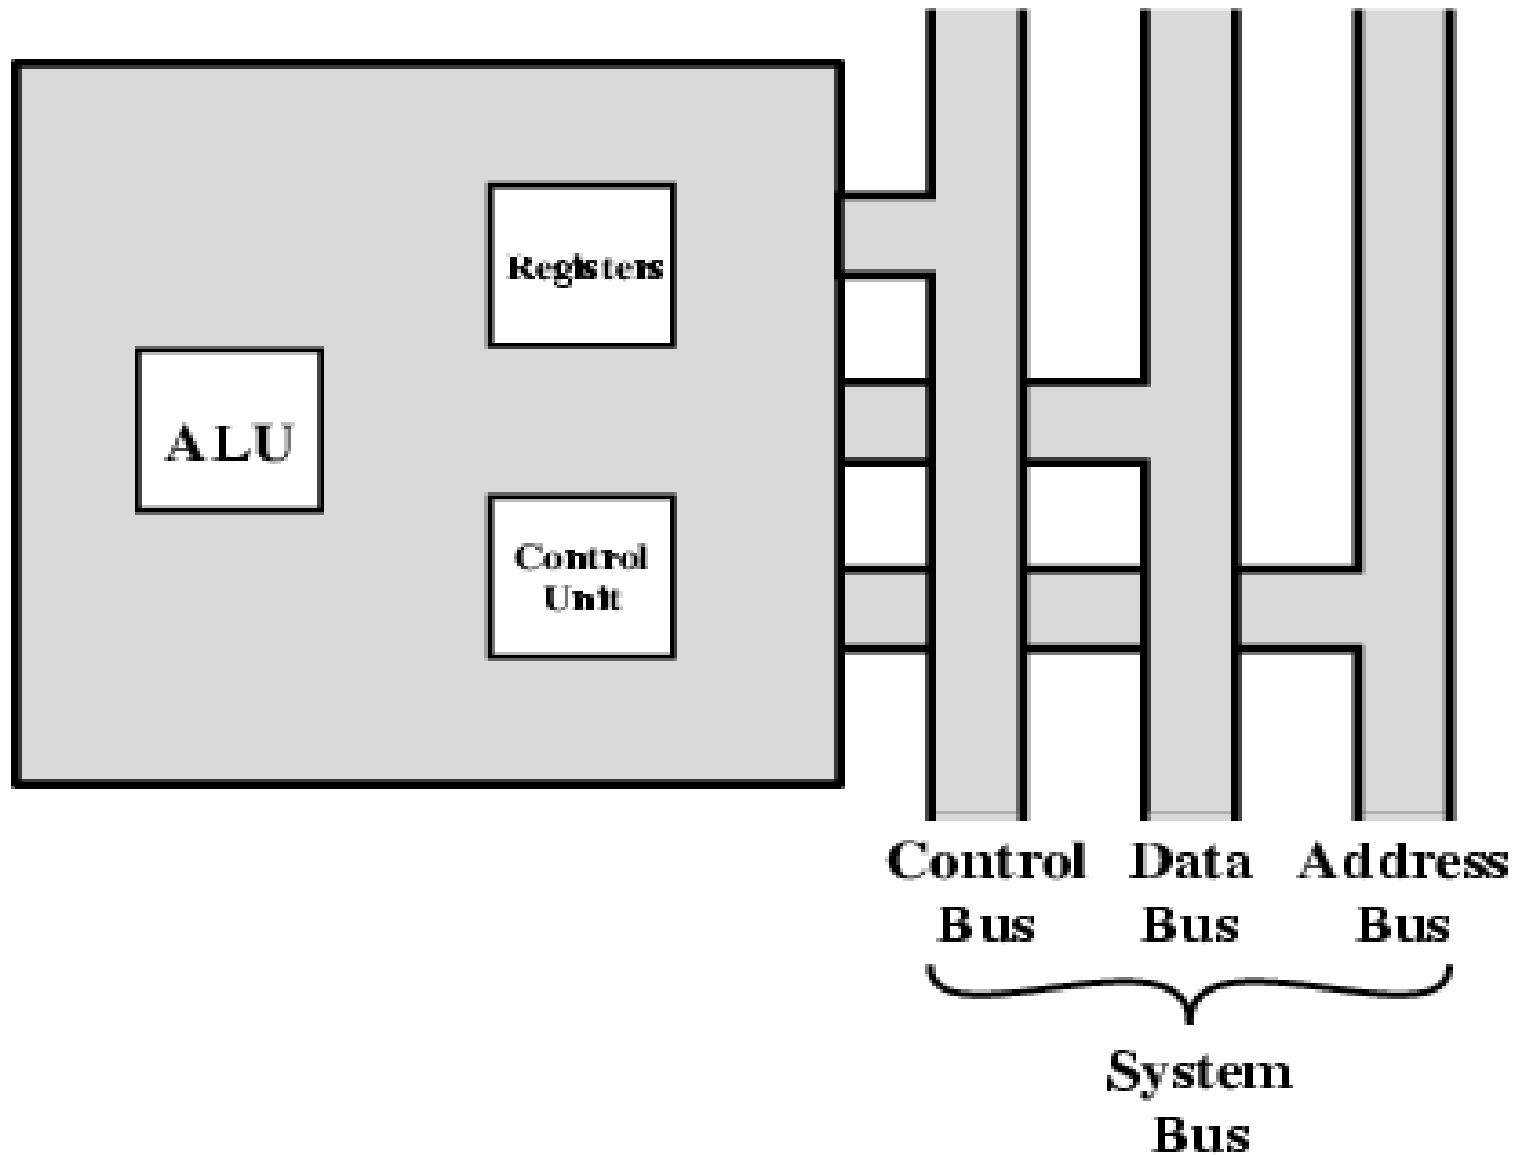 Registers
ALU
Control
Unit
Control Data Address
Bus Bus Bus
System
Bus